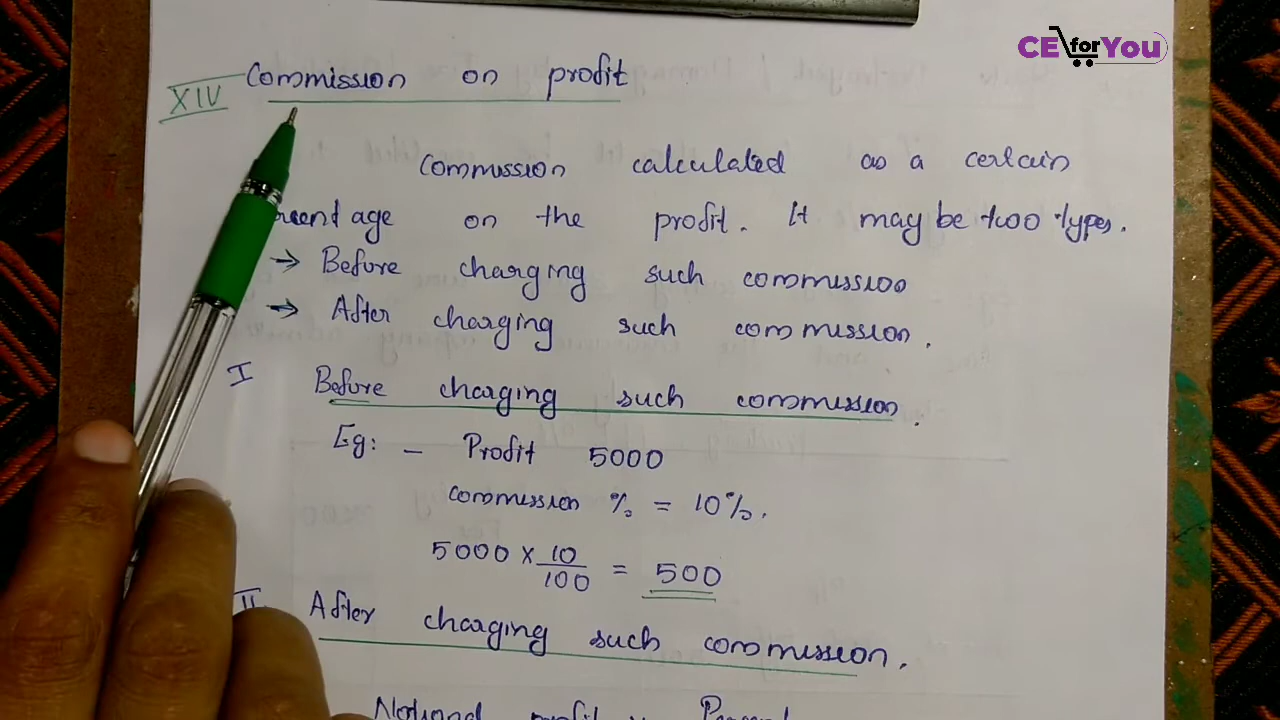 CE for You
XIV Commission on profit
Commission calculated as a certain
age on the profit. It may be two types.
→ Before charging such commission
→ After charging such commission.
I Before charging such commission.
Eg: - Profit 5000
commission % = 10%.
5000 × 10/100 = 500
II After charging such commission.
profit